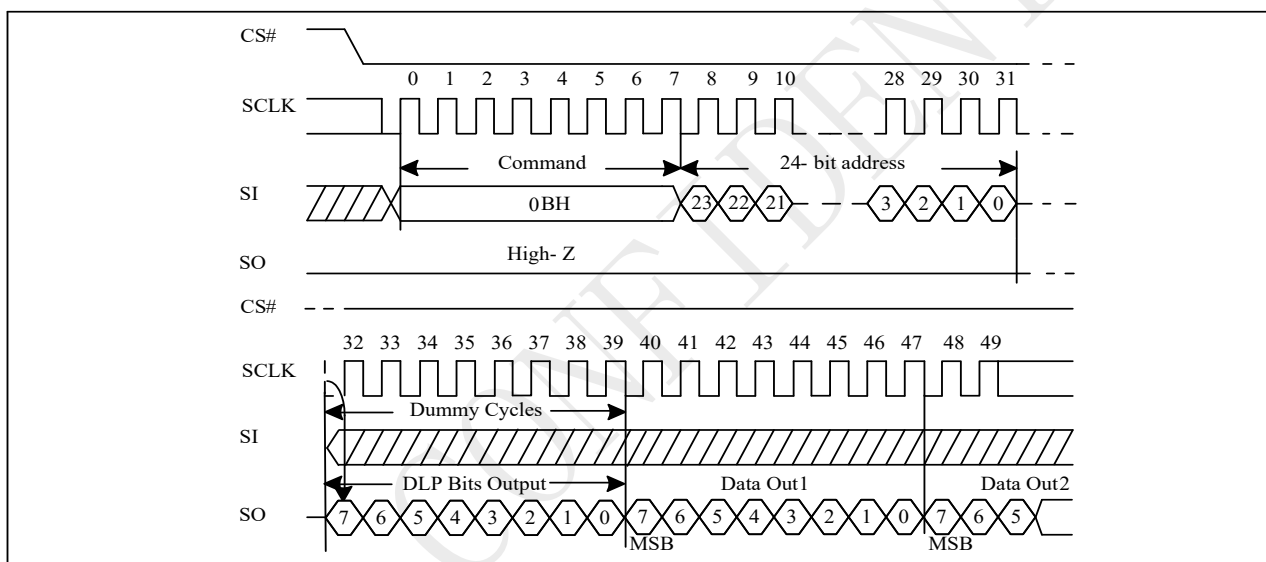 CS#
0 1 2 3 4 5 6 7 8 9 10 28 29 30 31
SCLK
Command 24- bit address
SI
0BH 23 22 21 3 2 1 0
High- Z
SO
CS#
32 33 34 35 36 37 38 39 40 41 42 43 44 45 46 47 48 49
SCLK
Dummy Cycles
SI
DLP Bits Output Data Out1 Data Out2
SO 7 6 5 4 3 2 1 0 7 6 5 4 3 2 1 0 7 6 5
MSB MSB
CONFIDEN